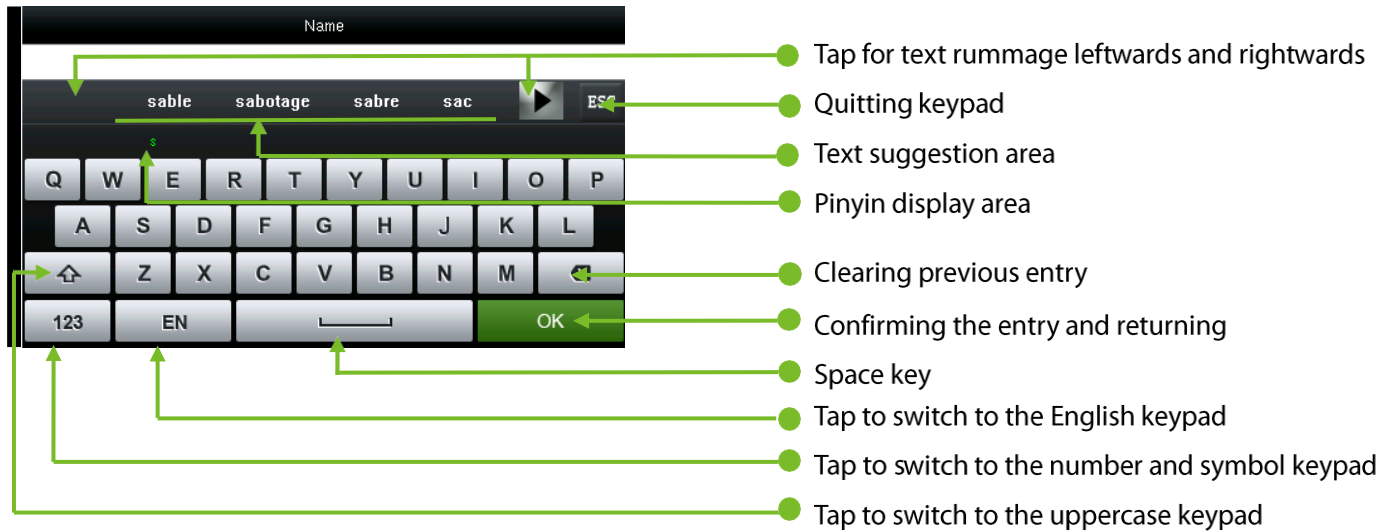 Name
Tap for text rummage leftwards and rightwards
sable sabotage sabre sac ESC
Quitting keypad
s
Text suggestion area
Q W E R T Y U I O P
Pinyin display area
A S D F G H J K L
Z X C V B N M
Clearing previous entry
123 EN OK
Confirming the entry and returning
Space key
Tap to switch to the English keypad
Tap to switch to the number and symbol keypad
Tap to switch to the uppercase keypad